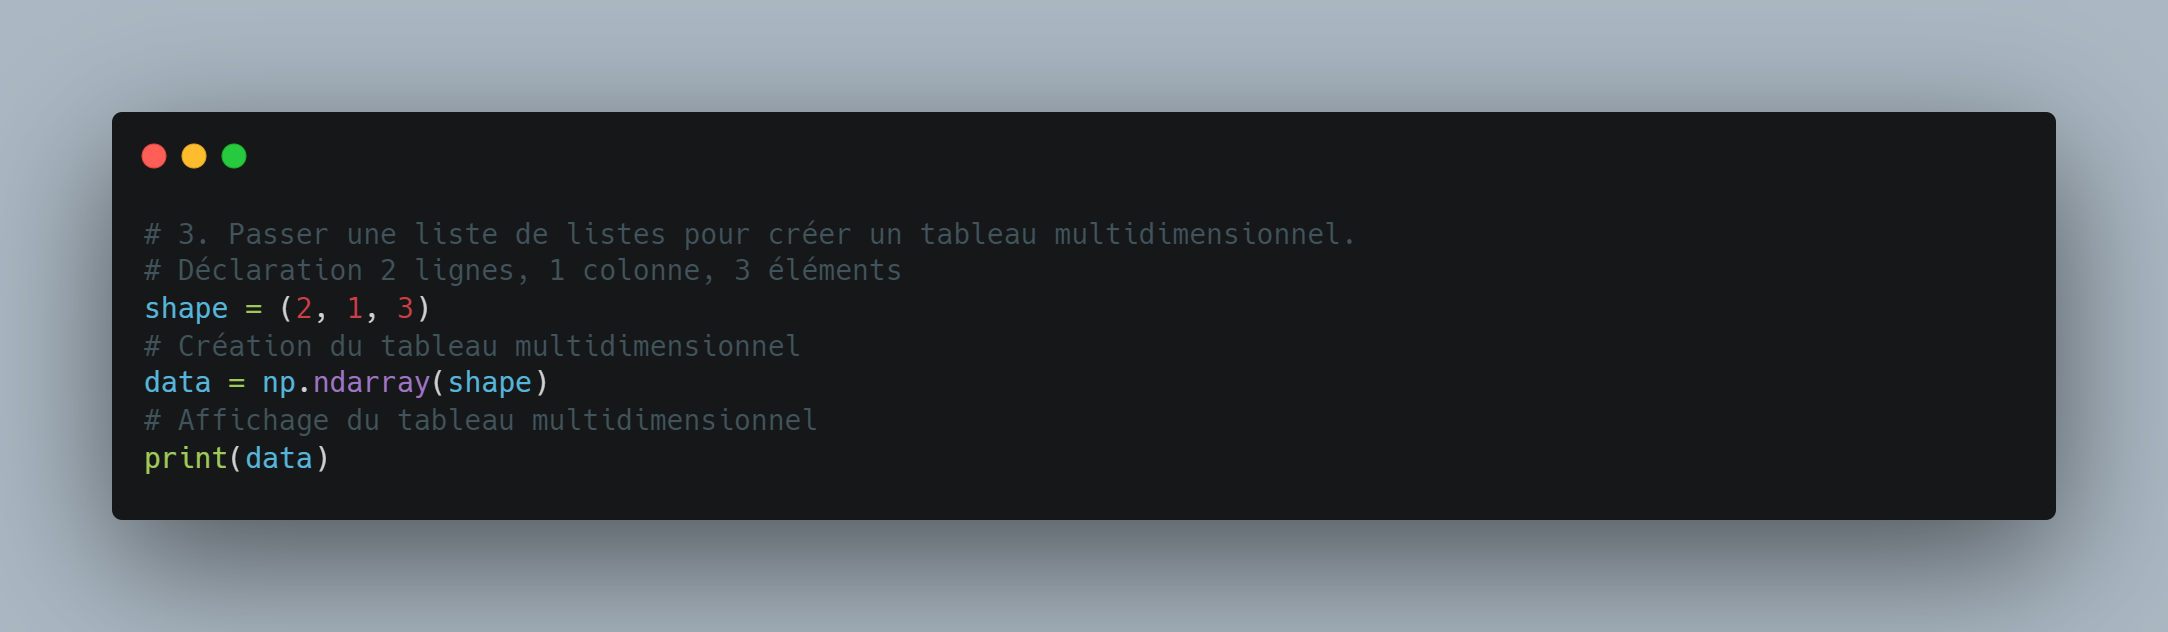 # 3. Passer une liste de listes pour créer un tableau multidimensionnel.
# Déclaration 2 lignes, 1 colonne, 3 éléments
shape = (2, 1, 3)
# Création du tableau multidimensionnel
data = np.ndarray(shape)
# Affichage du tableau multidimensionnel
print(data)